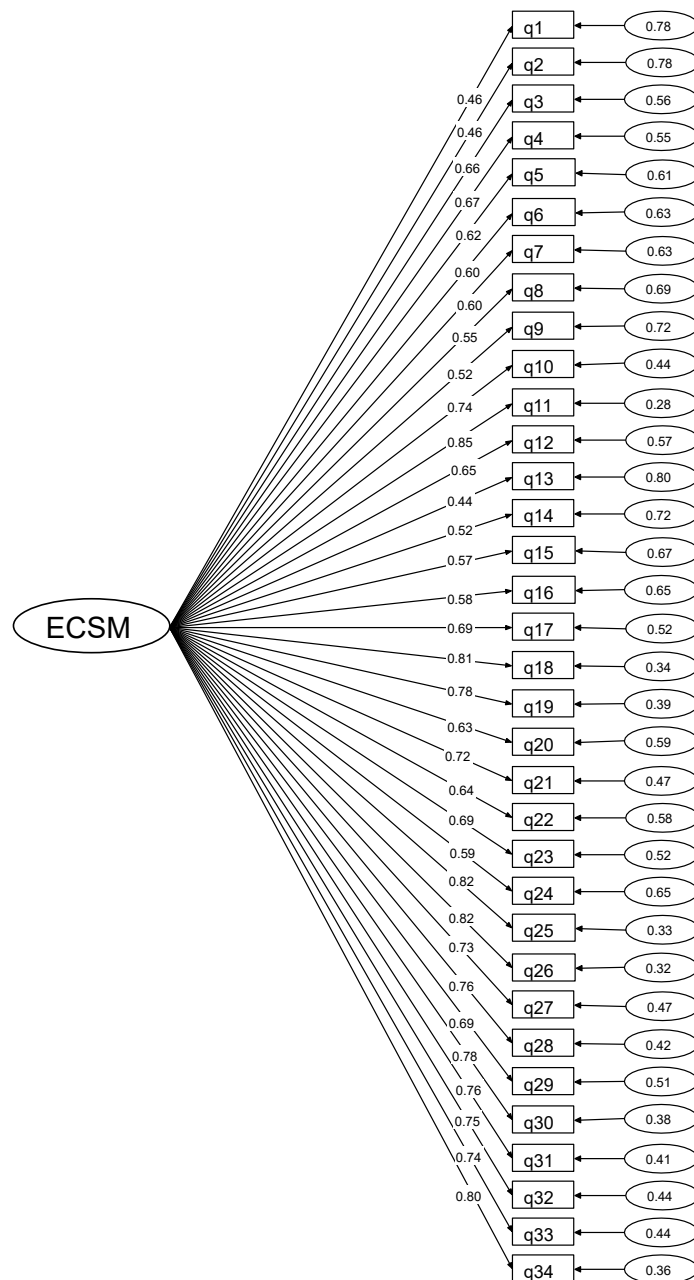 q1 0.78
q2 0.78
0.46
q3 0.56
0.46
q4 0.55
0.66
q5 0.61
0.67
q6 0.63
0.62
q7 0.63
0.60
q8 0.69
0.60
q9 0.72
0.55
q10 0.44
0.52
q11 0.28
0.74
q12 0.57
0.85
q13 0.80
0.65
q14 0.72
0.44
q15 0.67
0.52
q16 0.65
0.57
0.58
ECSM
q17 0.52
0.69
q18 0.34
0.81
q19 0.39
0.78
q20 0.59
0.63
q21 0.47
0.72
q22 0.58
0.64
q23 0.52
0.69
q24 0.65
0.59
q25 0.33
0.82
q26 0.32
0.82
q27 0.47
0.73
q28 0.42
0.76
q29 0.51
0.69
q30 0.38
0.78
q31 0.41
0.76
q32 0.44
0.75
q33 0.44
0.74
q34 0.36
0.80